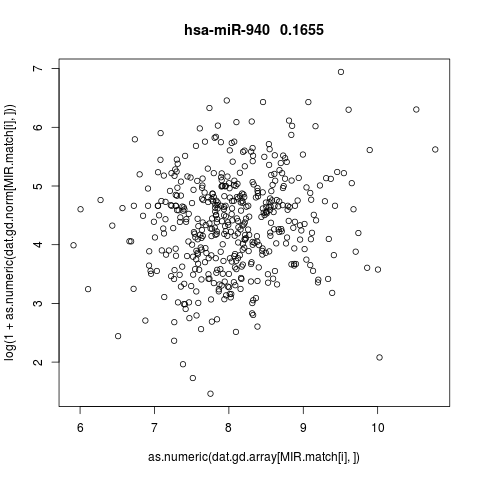 hsa-miR-940 0.1655
7
6
5
4
3
2
log(1 + as.numeric(dat.gd.norm[MIR.match[i], ]))
6 7 8 9 10
as.numeric(dat.gd.array[MIR.match[i], ])